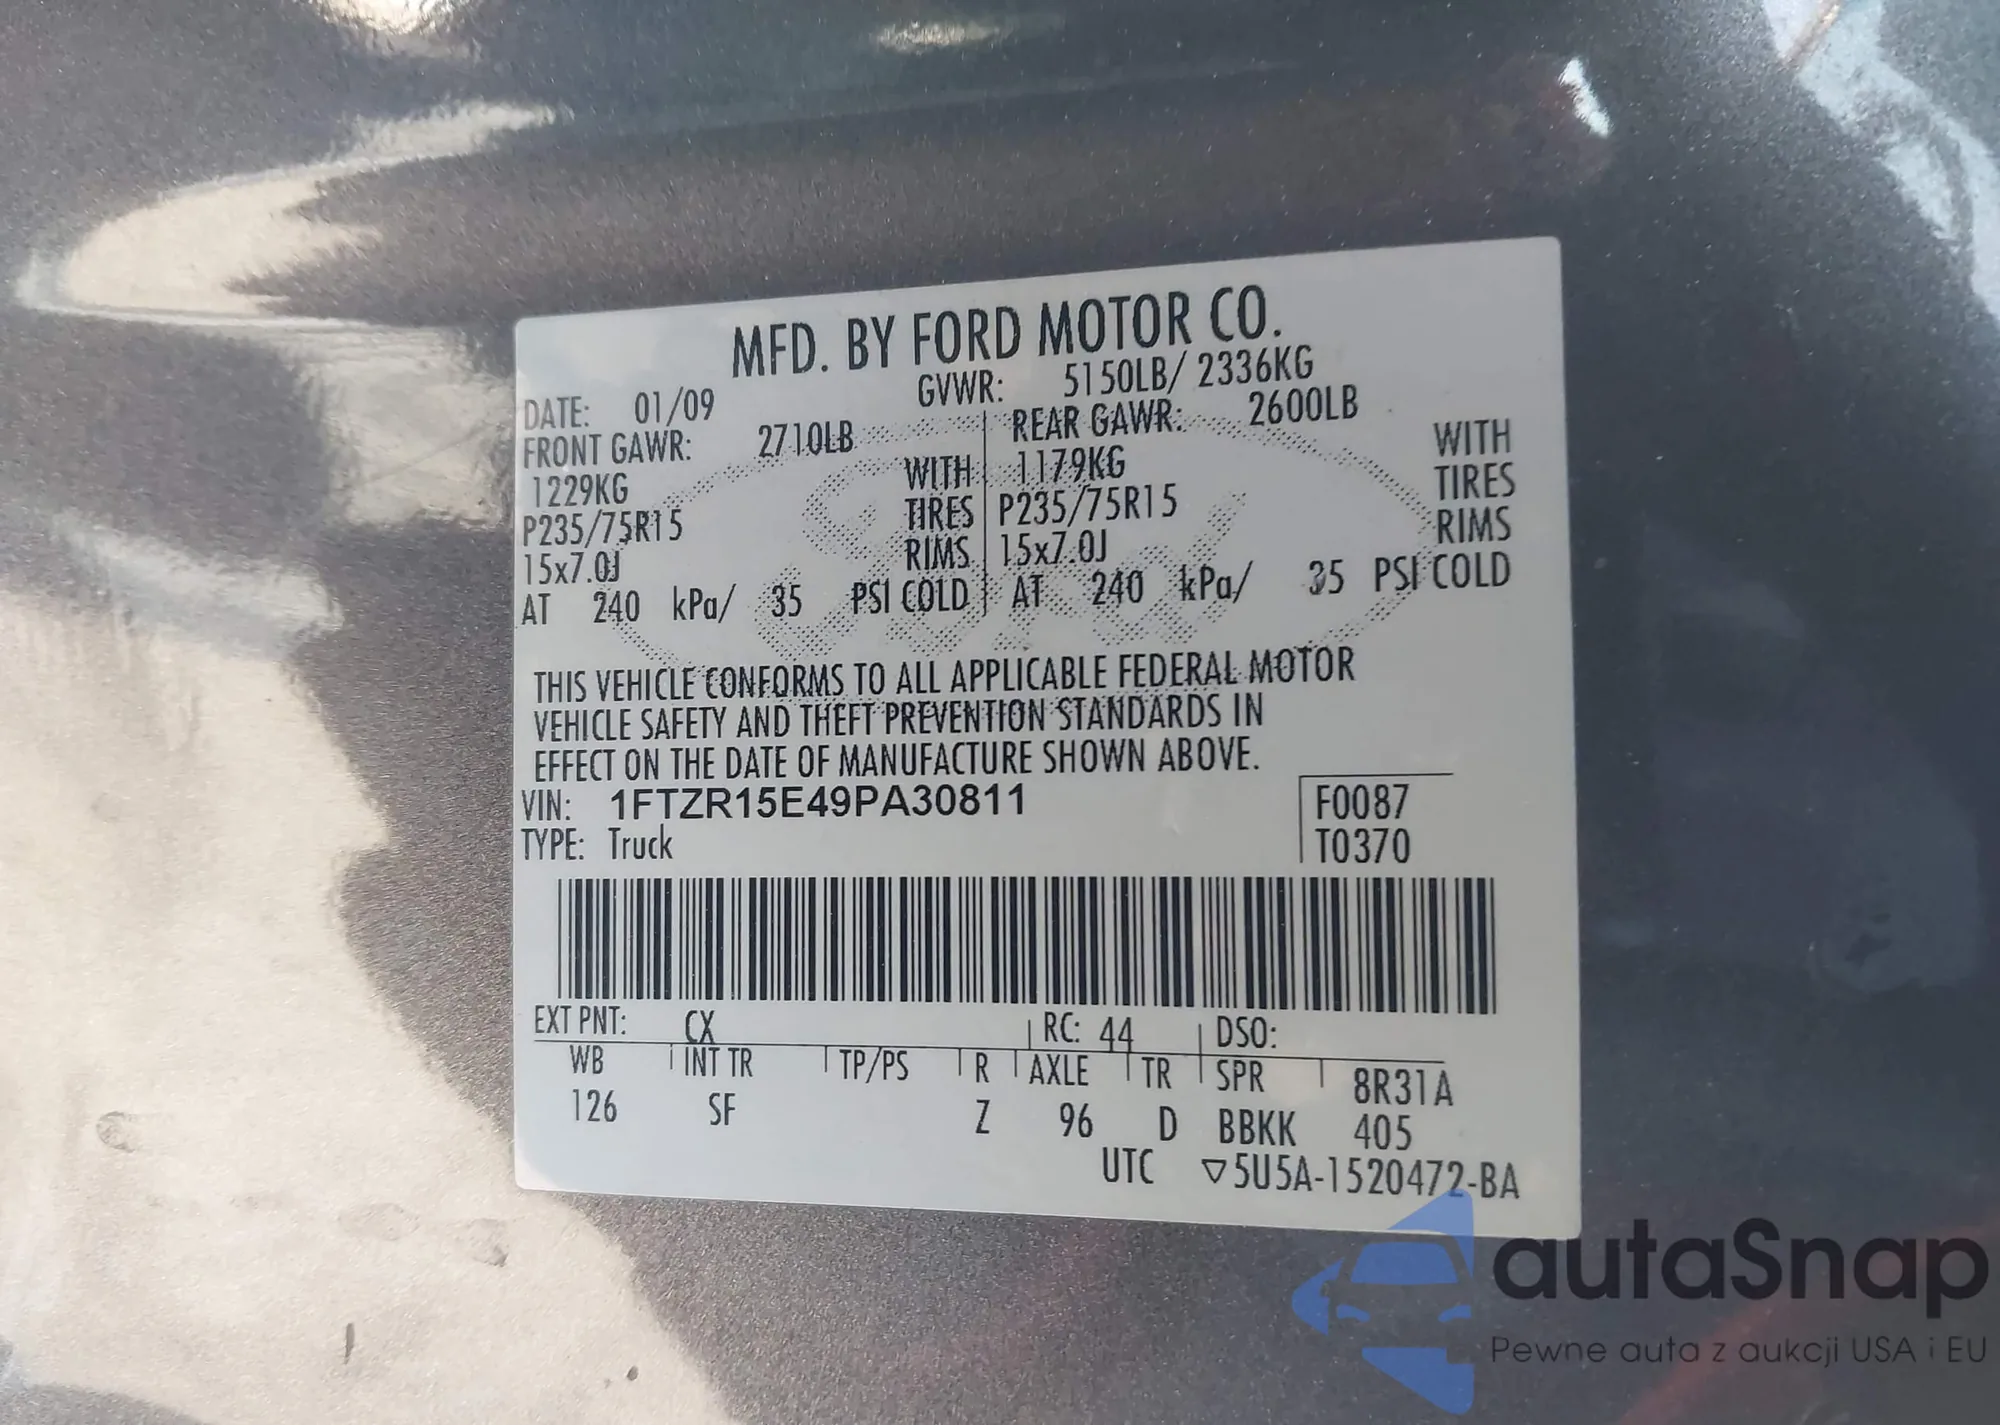 MFD. BY FORD MOTOR CO.
DATE: 01/09 GVWR: 5150LB/ 2336KG
FRONT GAWR: 2710LB REAR GAWR: 2600LB
1229KG WITH 1179KG WITH
P235/75R15 TIRES P235/75R15 TIRES
15x7.0J RIMS 15x7.0J RIMS
AT 240 kPa/ 35 PSI COLD AT 240 kPa/ 35 PSI COLD
THIS VEHICLE CONFORMS TO ALL APPLICABLE FEDERAL MOTOR
VEHICLE SAFETY AND THEFT PREVENTION STANDARDS IN
EFFECT ON THE DATE OF MANUFACTURE SHOWN ABOVE.
VIN: 1FTZR15E49PA30811 F0087
TYPE: Truck T0370
EXT PNT: CX RC: 44 DSO:
WB INT TR TP/PS R AXLE TR SPR 8R31A
126 SF Z 96 D BBKK 405
UTC ▽5U5A-1520472-BA
autaSnap
Pewne auta z aukcji USA i EU